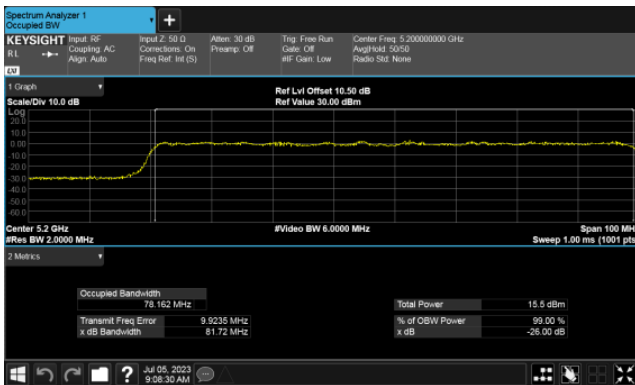 Spectrum Analyzer 1
Occupied BW
KEYSIGHT Input: RF Input Z: 50 Ω Atten: 30 dB Trig: Free Run Center Freq: 5.200000000 GHz
RL Coupling: AC Corrections: On Preamp: Off Gate: Off Avg|Hold: 50/50
Align: Auto Freq Ref: Int (S) #IF Gain: Low Radio Std: None
LXI
1 Graph
Ref Lvl Offset 10.50 dB
Scale/Div 10.0 dB Ref Value 30.00 dBm
Log
20.0
10.0
0.00
-10.0
-20.0
-30.0
-40.0
-50.0
-60.0
Center 5.2 GHz #Video BW 6.0000 MHz Span 100 MH
#Res BW 2.0000 MHz Sweep 1.00 ms (1001 pts
2 Metrics
Occupied Bandwidth
78.162 MHz Total Power 15.5 dBm
Transmit Freq Error 9.9235 MHz % of OBW Power 99.00 %
x dB Bandwidth 81.72 MHz x dB -26.00 dB
Jul 05, 2023
9:08:30 AM